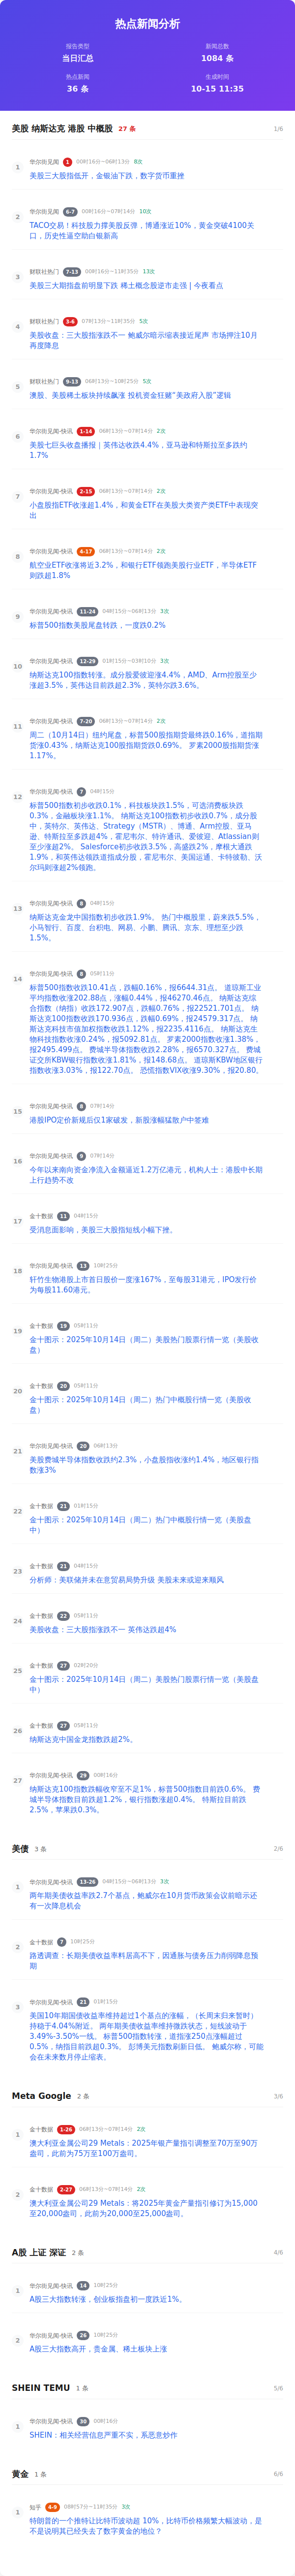 热点新闻分析
报告类型
新闻总数
当日汇总
1084 条
热点新闻
生成时间
36 条
10-15 11:35
美股 纳斯达克 港股 中概股 27 条 1/6
1 华尔街见闻 1 00时16分~06时13分 8次
美股三大股指低开，金银油下跌，数字货币重挫
2 华尔街见闻 6-7 00时16分~07时14分 10次
TACO交易！科技股力撑美股反弹，博通涨近10%，黄金突破4100关
口，历史性逼空助白银新高
3 财联社热门 7-13 00时16分~11时35分 13次
美股三大期指盘前明显下跌 稀土概念股逆市走强 | 今夜看点
4 财联社热门 3-6 07时13分~11时35分 5次
美股收盘：三大股指涨跌不一 鲍威尔暗示缩表接近尾声 市场押注10月
再度降息
5 财联社热门 9-13 06时13分~10时25分 5次
澳股、美股稀土板块持续飙涨 投机资金狂赌“美政府入股”逻辑
6 华尔街见闻-快讯 1-14 06时13分~07时14分 2次
美股七巨头收盘播报｜英伟达收跌4.4%，亚马逊和特斯拉至多跌约
1.7%
7 华尔街见闻-快讯 2-15 06时13分~07时14分 2次
小盘股指ETF收涨超1.4%，和黄金ETF在美股大类资产类ETF中表现突
出
8 华尔街见闻-快讯 4-17 06时13分~07时14分 2次
航空业ETF收涨将近3.2%，和银行ETF领跑美股行业ETF，半导体ETF
则跌超1.8%
9 华尔街见闻-快讯 11-24 04时15分~06时13分 3次
标普500指数美股尾盘转跌，一度跌0.2%
10 华尔街见闻-快讯 12-29 01时15分~03时10分 3次
纳斯达克100指数转涨。成分股爱彼迎涨4.4%，AMD、Arm控股至少
涨超3.5%，英伟达目前跌超2.3%，英特尔跌3.6%。
11 华尔街见闻-快讯 7-20 06时13分~07时14分 2次
周二（10月14日）纽约尾盘，标普500股指期货最终跌0.16%，道指期
货涨0.43%，纳斯达克100股指期货跌0.69%。 罗素2000股指期货涨
1.17%。
12 华尔街见闻-快讯 7 04时15分
标普500指数初步收跌0.1%，科技板块跌1.5%，可选消费板块跌
0.3%，金融板块涨1.1%。 纳斯达克100指数初步收跌0.7%，成分股
中，英特尔、英伟达、Strategy（MSTR）、博通、Arm控股、亚马
逊、特斯拉至多跌超4%，霍尼韦尔、特许通讯、爱彼迎、Atlassian则
至少涨超2%。 Salesforce初步收跌3.5%，高盛跌2%，摩根大通跌
1.9%，和英伟达领跌道指成分股，霍尼韦尔、美国运通、卡特彼勒、沃
尔玛则涨超2%领跑。
13 华尔街见闻-快讯 8 04时15分
纳斯达克金龙中国指数初步收跌1.9%。 热门中概股里，蔚来跌5.5%，
小马智行、百度、台积电、网易、小鹏、腾讯、京东、理想至少跌
1.5%。
14 华尔街见闻-快讯 8 05时11分
标普500指数收跌10.41点，跌幅0.16%，报6644.31点。 道琼斯工业
平均指数收涨202.88点，涨幅0.44%，报46270.46点。 纳斯达克综
合指数（纳指）收跌172.907点，跌幅0.76%，报22521.701点。 纳
斯达克100指数收跌170.936点，跌幅0.69%，报24579.317点。 纳
斯达克科技市值加权指数收跌1.12%，报2235.4116点。 纳斯达克生
物科技指数收涨0.24%，报5092.81点。 罗素2000指数收涨1.38%，
报2495.499点。 费城半导体指数收跌2.28%，报6570.327点。 费城
证交所KBW银行指数收涨1.81%，报148.68点。 道琼斯KBW地区银行
指数收涨3.03%，报122.70点。 恐慌指数VIX收涨9.30%，报20.80。
15 华尔街见闻-快讯 8 07时14分
港股IPO定价新规后仅1家破发，新股涨幅猛散户中签难
16 华尔街见闻-快讯 9 07时14分
今年以来南向资金净流入金额逼近1.2万亿港元，机构人士：港股中长期
上行趋势不改
17 金十数据 11 04时15分
受消息面影响，美股三大股指短线小幅下挫。
18 华尔街见闻-快讯 13 10时25分
轩竹生物港股上市首日股价一度涨167%，至每股31港元，IPO发行价
为每股11.60港元。
19 金十数据 19 05时11分
金十图示：2025年10月14日（周二）美股热门股票行情一览（美股收
盘）
20 金十数据 20 05时11分
金十图示：2025年10月14日（周二）热门中概股行情一览（美股收
盘）
21 华尔街见闻-快讯 20 06时13分
美股费城半导体指数收跌约2.3%，小盘股指收涨约1.4%，地区银行指
数涨3%
22 金十数据 21 01时15分
金十图示：2025年10月14日（周二）热门中概股行情一览（美股盘
中）
23 金十数据 21 04时15分
分析师：美联储并未在意贸易局势升级 美股未来或迎来顺风
24 金十数据 22 05时11分
美股收盘：三大股指涨跌不一 英伟达跌超4%
25 金十数据 27 02时20分
金十图示：2025年10月14日（周二）美股热门股票行情一览（美股盘
中）
26 金十数据 27 05时11分
纳斯达克中国金龙指数跌超2%。
27 华尔街见闻-快讯 29 00时16分
纳斯达克100指数跌幅收窄至不足1%，标普500指数目前跌0.6%。 费
城半导体指数目前跌超1.2%，银行指数涨超0.4%。 特斯拉目前跌
2.5%，苹果跌0.3%。
美债 3 条 2/6
1 华尔街见闻-快讯 13-26 04时15分~06时13分 3次
两年期美债收益率跌2.7个基点，鲍威尔在10月货币政策会议前暗示还
有一次降息机会
2 金十数据 7 10时25分
路透调查：长期美债收益率料居高不下，因通胀与债务压力削弱降息预
期
3 华尔街见闻-快讯 21 01时15分
美国10年期国债收益率维持超过1个基点的涨幅，（长周末归来暂时）
持稳于4.04%附近。 两年期美债收益率持微跌状态，短线波动于
3.49%-3.50%一线。 标普500指数转涨，道指涨250点涨幅超过
0.5%，纳指目前跌超0.3%。 彭博美元指数刷新日低。 鲍威尔称，可能
会在未来数月停止缩表。
Meta Google 2 条 3/6
1 金十数据 1-26 06时13分~07时14分 2次
澳大利亚金属公司29 Metals：2025年银产量指引调整至70万至90万
盎司，此前为75万至100万盎司。
2 金十数据 2-27 06时13分~07时14分 2次
澳大利亚金属公司29 Metals：将2025年黄金产量指引修订为15,000
至20,000盎司，此前为20,000至25,000盎司。
A股 上证 深证 2 条 4/6
1 华尔街见闻-快讯 14 10时25分
A股三大指数转涨，创业板指盘初一度跌近1%。
2 华尔街见闻-快讯 26 10时25分
A股三大指数高开，贵金属、稀土板块上涨
SHEIN TEMU 1 条 5/6
1 华尔街见闻-快讯 30 00时16分
SHEIN：相关经营信息严重不实，系恶意炒作
黄金 1 条 6/6
1 知乎 4-9 08时57分~11时35分 3次
特朗普的一个推特让比特币波动超 10%，比特币价格频繁大幅波动，是
不是说明其已经失去了数字黄金的地位？